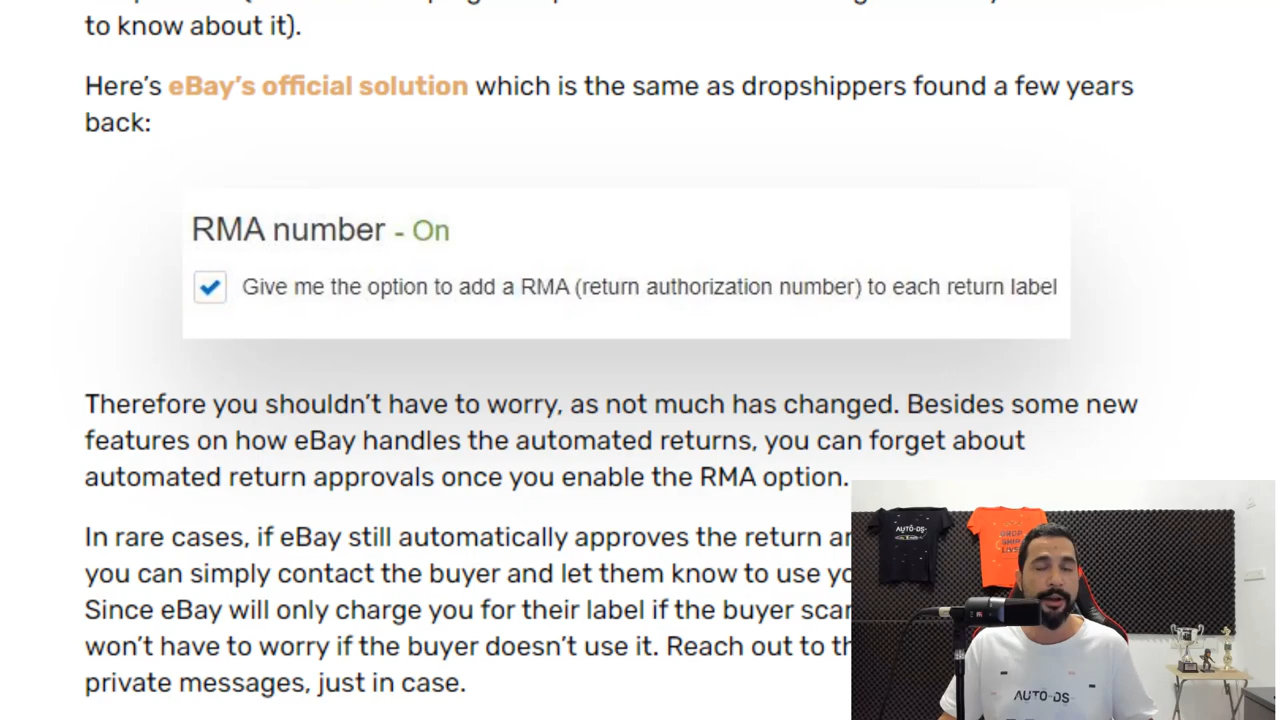 to know about it).
Here's eBay's official solution which is the same as dropshippers found a few years
back:
RMA number - On
Give me the option to add a RMA (return authorization number) to each return label
Therefore you shouldn't have to worry, as not much has changed. Besides some new
features on how eBay handles the automated returns, you can forget about
automated return approvals once you enable the RMA option.
In rare cases, if eBay still automatically approves the return
you can simply contact the buyer and let them know to use
Since eBay will only charge you for their label if the buyer
won't have to worry if the buyer doesn't use it. Reach out to
private messages, just in case.
AUTO-DS
DROP
SHIP
AUTO-DS